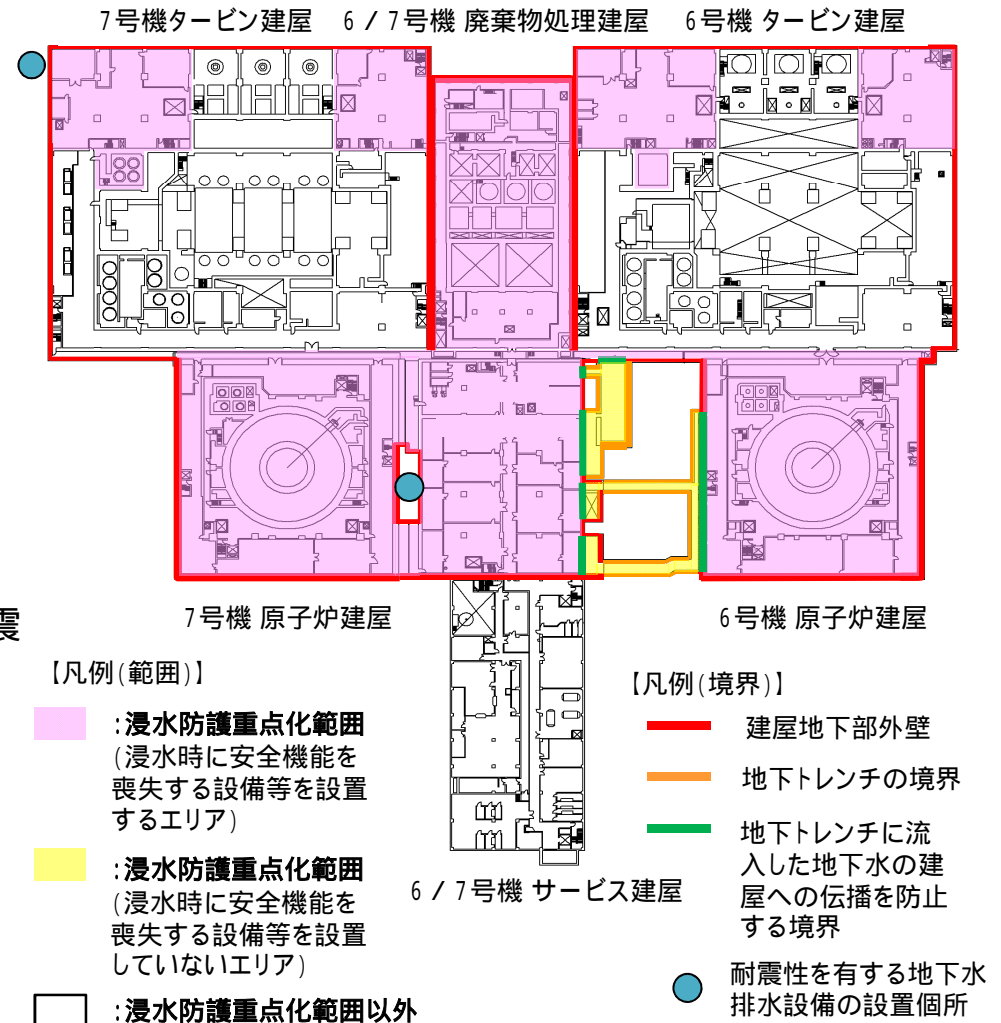 7号機タービン建屋 6/7号機 廃棄物処理建屋 6号機 タービン建屋
7号機 原子炉建屋
6号機 原子炉建屋
震
【凡例(範囲)】
:浸水防護重点化範囲
(浸水時に安全機能を
喪失する設備等を設置
するエリア)
:浸水防護重点化範囲
(浸水時に安全機能を
喪失する設備等を設置
していないエリア)
:浸水防護重点化範囲以外
6/7号機 サービス建屋
【凡例(境界)】
建屋地下部外壁
地下トレンチの境界
地下トレンチに流
入した地下水の建
屋への伝播を防止
する境界
耐震性を有する地下水
排水設備の設置個所